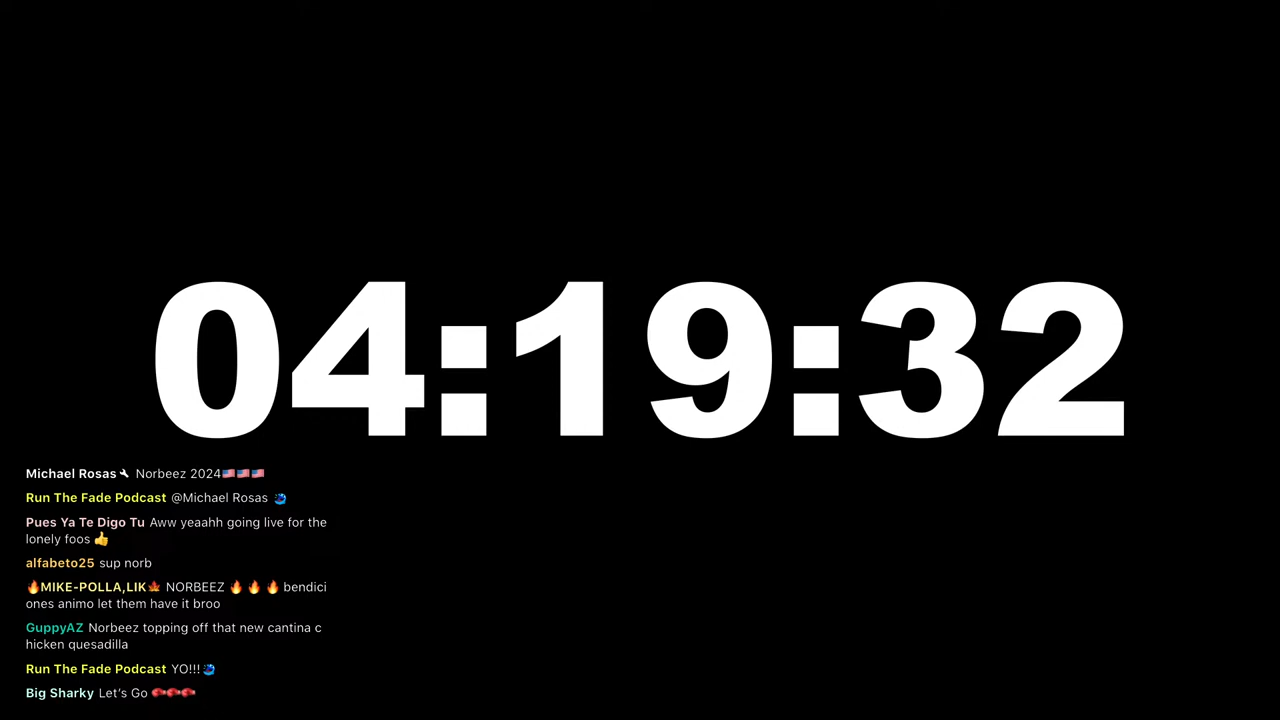 04:19:32
Michael Rosas🔧 Norbeez 2024🇺🇸🇺🇸🇺🇸
Run The Fade Podcast @Michael Rosas
Pues Ya Te Digo Tu Aww yeaahh going live for the
lonely foos 👍
alfabeto25 sup norb
🔥MIKE-POLLA,LIK🍁 NORBEEZ 🔥 🔥 🔥 bendici
ones animo let them have it broo
GuppyAZ Norbeez topping off that new cantina c
hicken quesadilla
Run The Fade Podcast YO!!!
Big Sharky Let’s Go 🥊🥊🥊